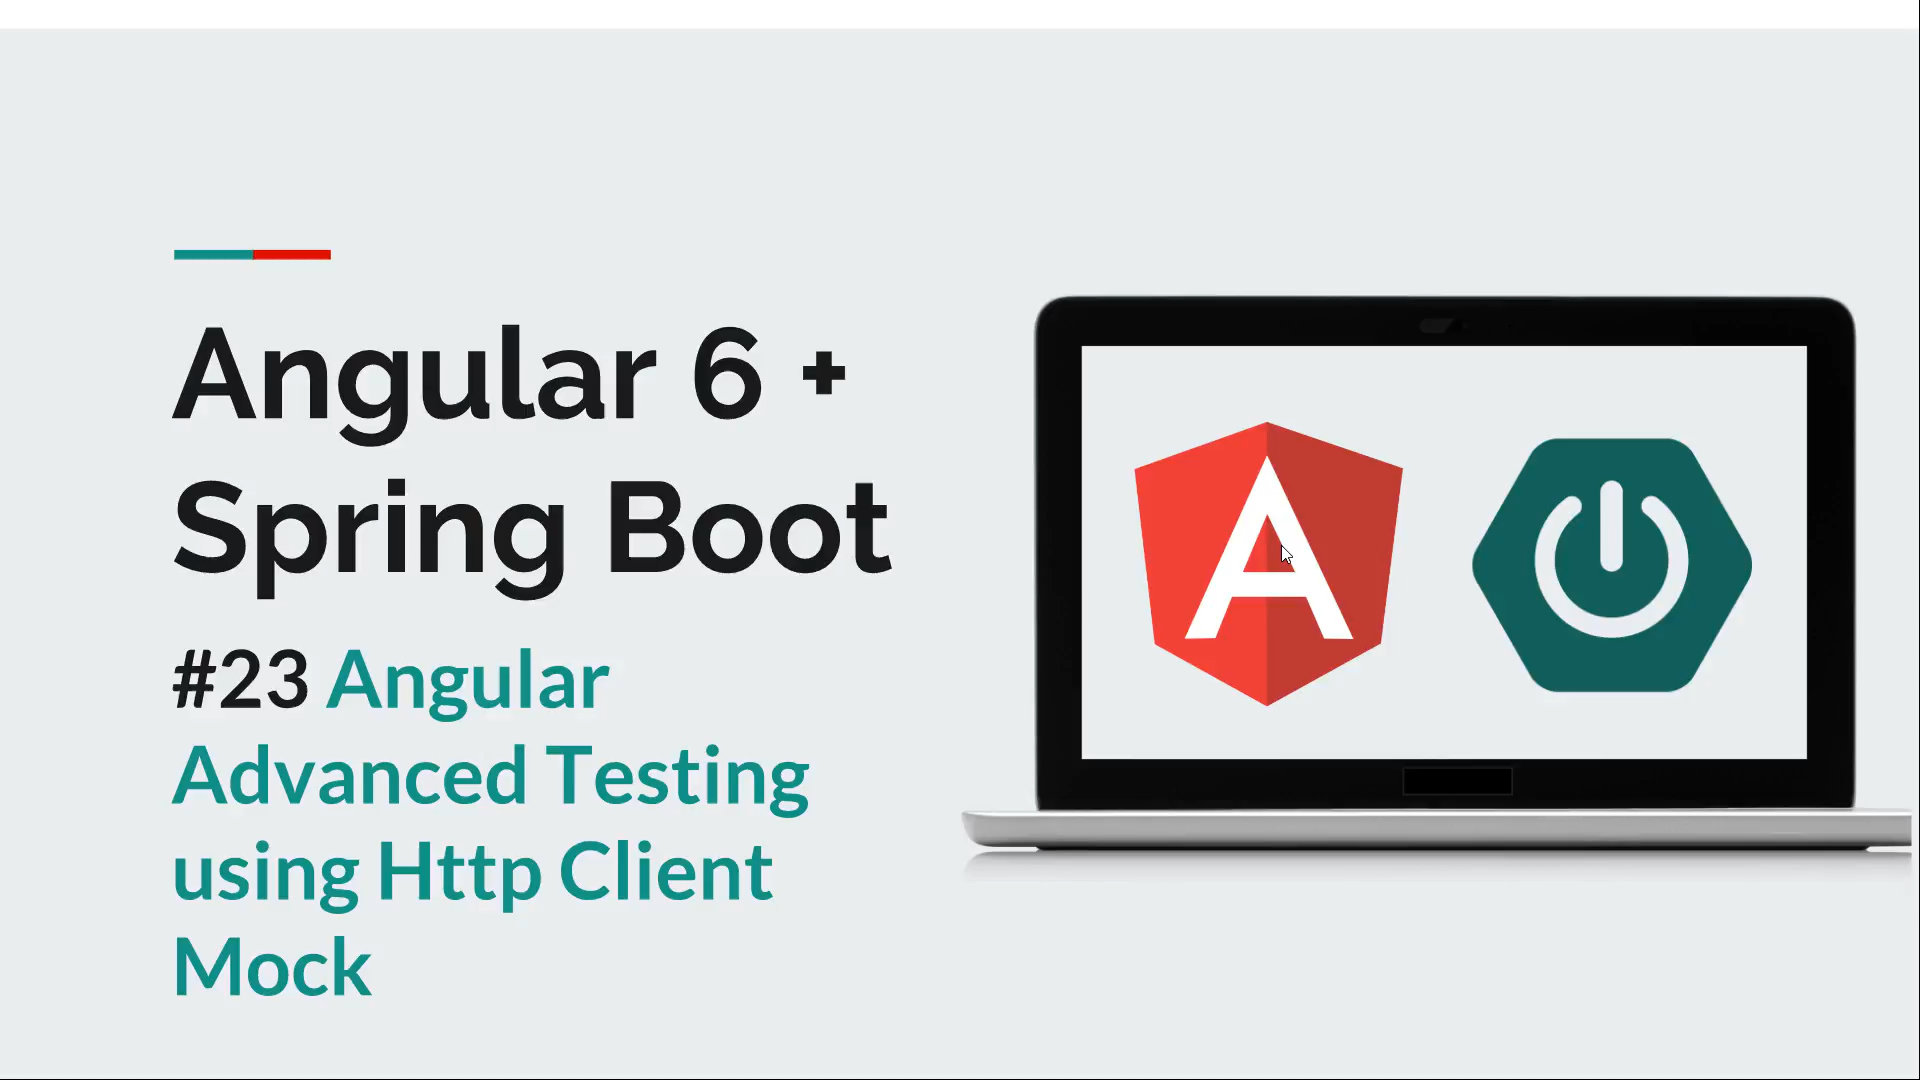 Angular 6 +
Spring Boot
#23 Angular
Advanced Testing
using Http Client
Mock